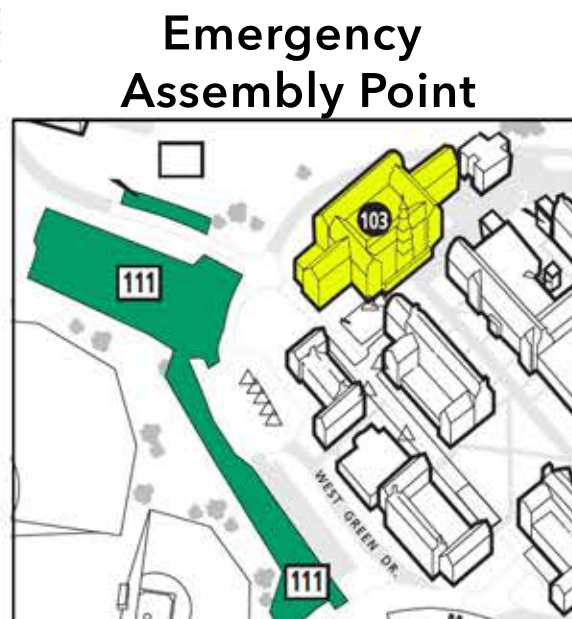 Emergency
Assembly Point
103
111
WEST GREEN DR.
111